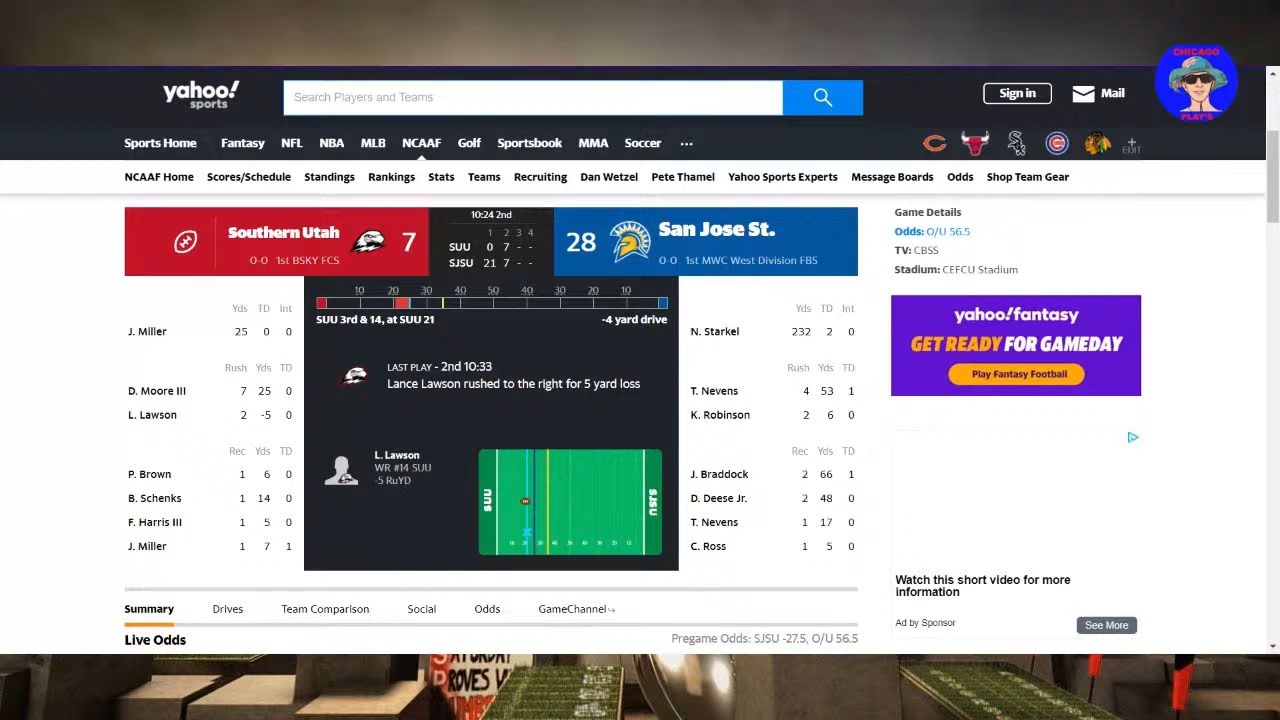 CHICAGO
FLAT'S
yahoo!
sports
Search Players and Teams
Sign in
Mail
Sports Home Fantasy NFL NBA MLB NCAAF Golf Sportsbook MMA Soccer ...
EDIT
NCAAF Home Scores/Schedule Standings Rankings Stats Teams Recruiting Dan Wetzel Pete Thamel Yahoo Sports Experts Message Boards Odds Shop Team Gear
Southern Utah 7
0-0 1st BSKY FCS
10:24 2nd
1 2 3 4
SUU 0 7 - -
SJSU 21 7 - -
28 San Jose St.
0-0 1st MWC West Division FBS
Game Details
Odds: O/U 56.5
TV: CBSS
Stadium: CEFCU Stadium
Yds TD Int
J. Miller 25 0 0
Rush Yds TD
D. Moore III 7 25 0
L. Lawson 2 -5 0
Rec Yds TD
P. Brown 1 6 0
B. Schenks 1 14 0
F. Harris III 1 5 0
J. Miller 1 7 1
10 20 30 40 50 40 30 20 10
SUU 3rd & 14, at SUU 21 -4 yard drive
LAST PLAY - 2nd 10:33
Lance Lawson rushed to the right for 5 yard loss
L. Lawson
WR #14 SUU
-5 RuYD
SUU
SJSU
Yds TD Int
N. Starkel 232 2 0
Rush Yds TD
T. Nevens 4 53 1
K. Robinson 2 6 0
Rec Yds TD
J. Braddock 2 66 1
D. Deese Jr. 2 48 0
T. Nevens 1 17 0
C. Ross 1 5 0
yahoo!fantasy
GET READY FOR GAMEDAY
Play Fantasy Football
Watch this short video for more
information
Ad by Sponsor
See More
Summary Drives Team Comparison Social Odds GameChannel
Live Odds
Pregame Odds: SJSU -27.5, O/U 56.5